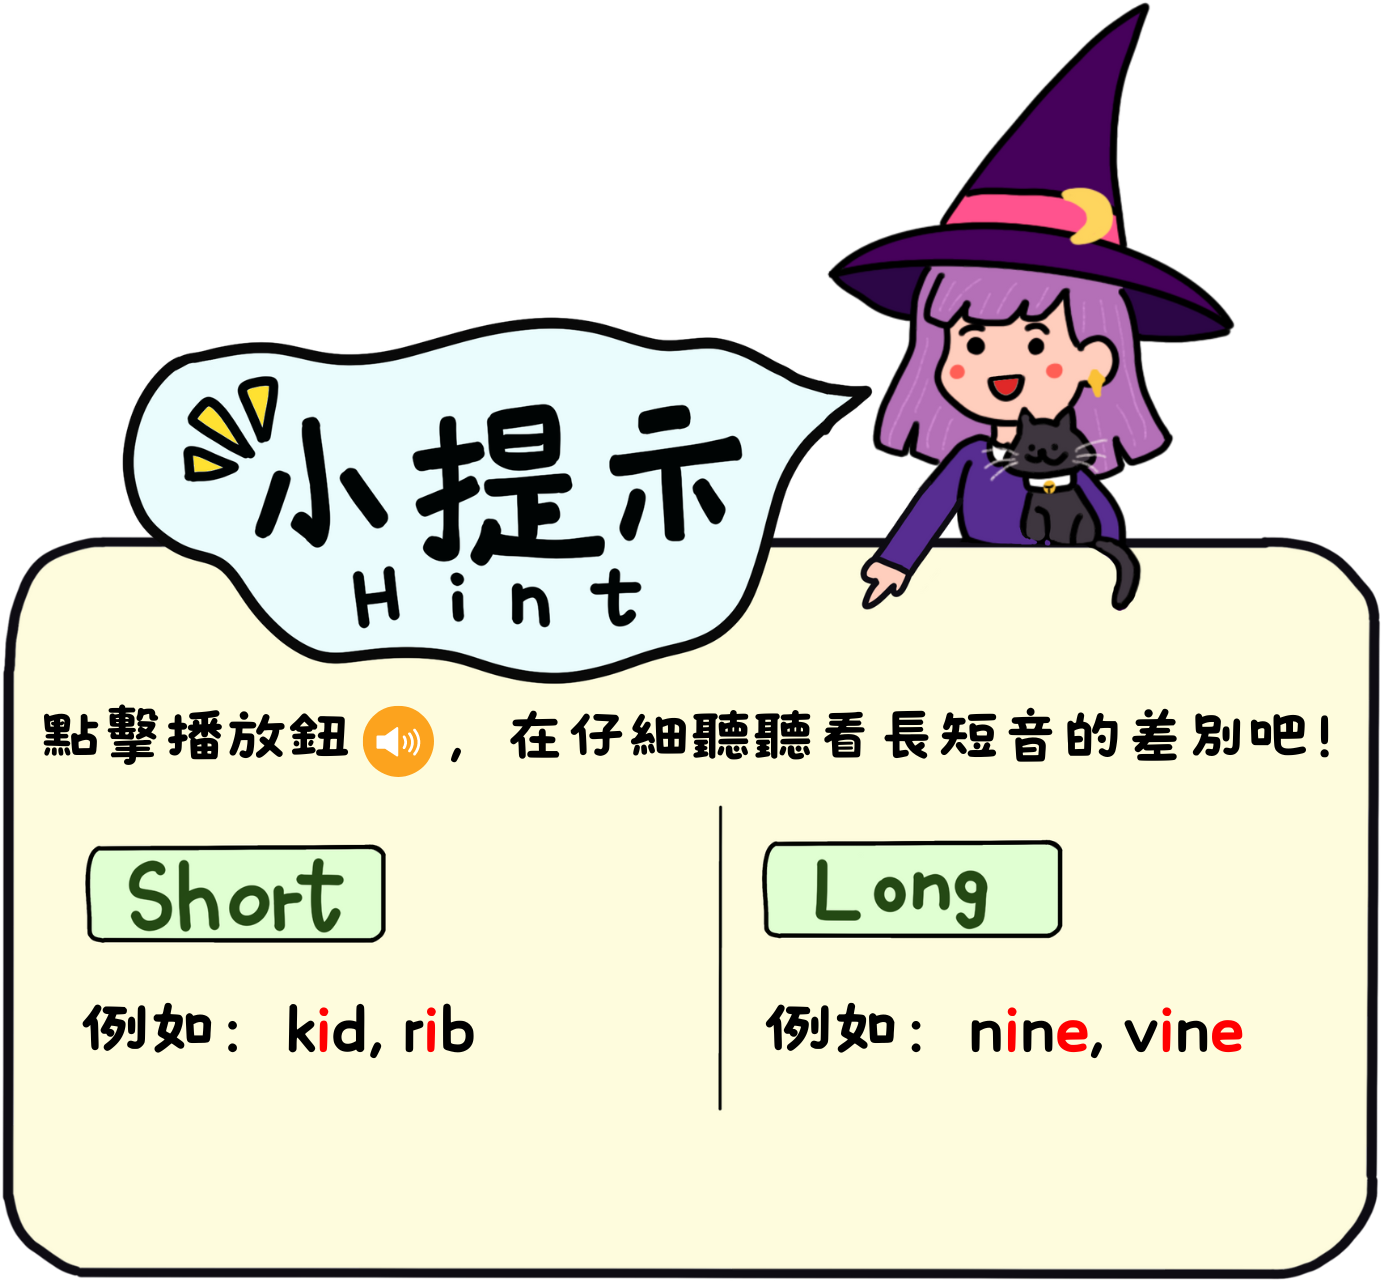 小提示
Hint
點擊播放鈕，在仔細聽聽看長短音的差別吧！
Short
Long
例如：kid, rib
例如：nine, vine